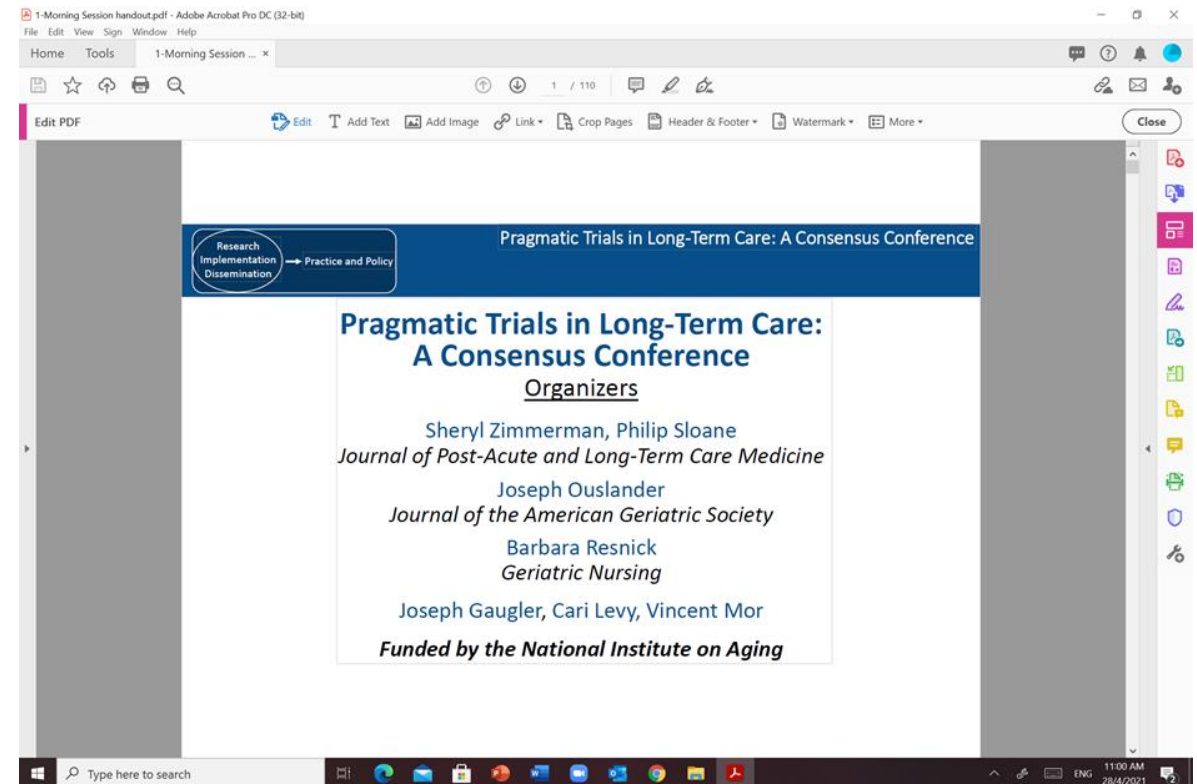 1-Morning Session handout.pdf - Adobe Acrobat Pro DC (32-bit)
File Edit View Sign Window Help
Home Tools 1-Morning Session ... ×
1 / 110
Edit PDF Edit Add Text Add Image Link Crop Pages Header & Footer Watermark More Close
Pragmatic Trials in Long-Term Care: A Consensus Conference
Research
Implementation
Dissemination
Practice and Policy
Pragmatic Trials in Long-Term Care:
A Consensus Conference
Organizers
Sheryl Zimmerman, Philip Sloane
Journal of Post-Acute and Long-Term Care Medicine
Joseph Ouslander
Journal of the American Geriatric Society
Barbara Resnick
Geriatric Nursing
Joseph Gaugler, Cari Levy, Vincent Mor
Funded by the National Institute on Aging
Type here to search
ENG
11:00 AM
28/4/2021